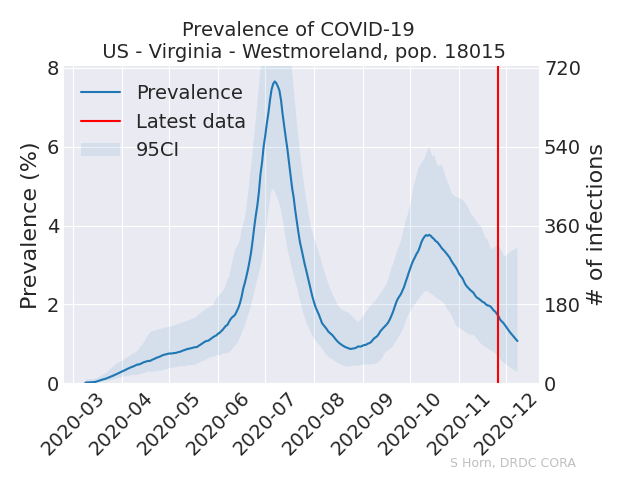 Prevalence of COVID-19
US - Virginia - Westmoreland, pop. 18015
Prevalence
Latest data
95CI
Prevalence (%)
8
6
4
2
0
720
540
360
180
0
# of infections
2020-03
2020-04
2020-05
2020-06
2020-07
2020-08
2020-09
2020-10
2020-11
2020-12
S Horn, DRDC CORA